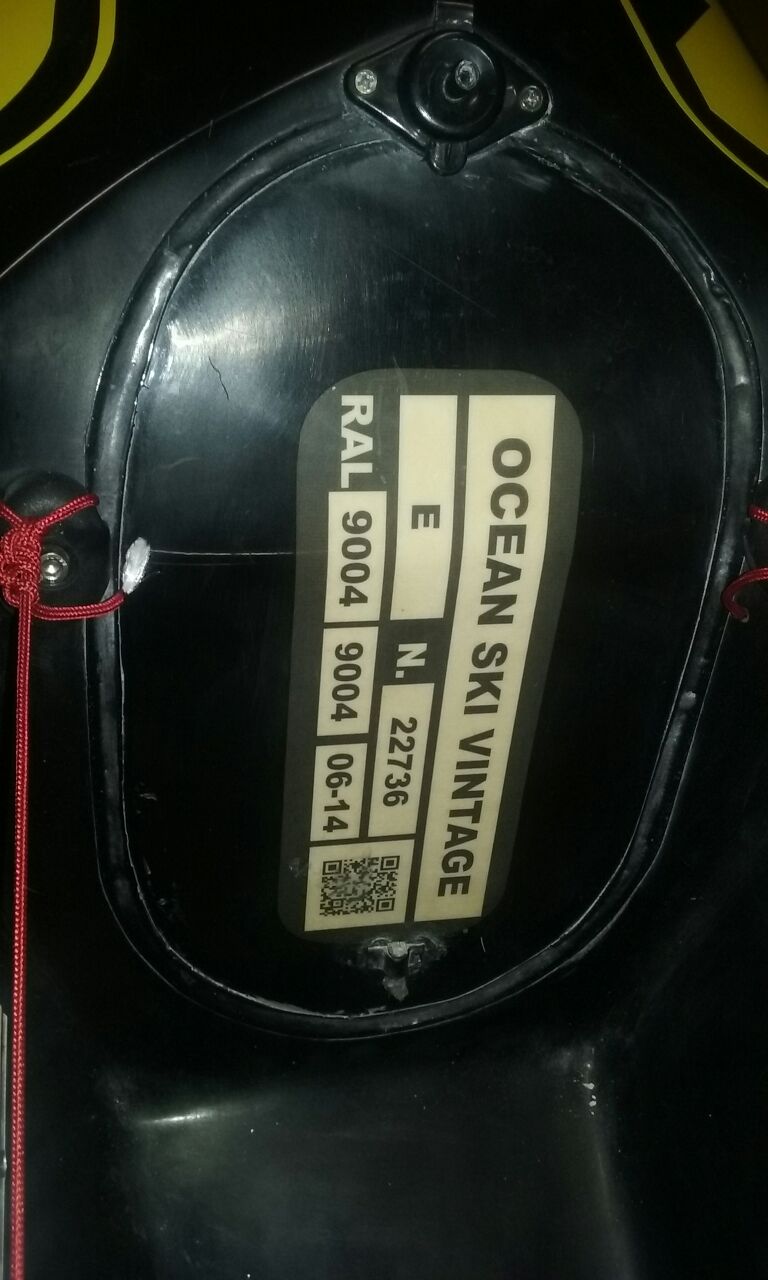 OCEAN SKI VINTAGE
E N. 22736
RAL 9004 9004 06-14